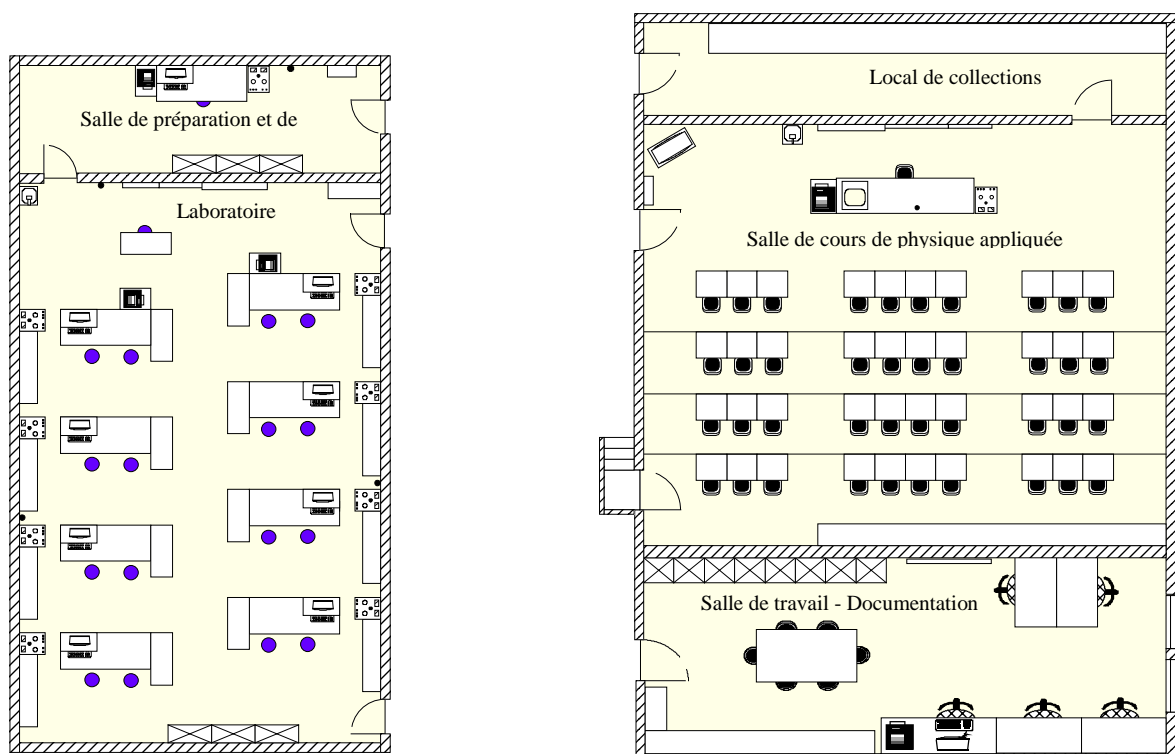 Salle de préparation et de
Laboratoire
Local de collections
Salle de cours de physique appliquée
Salle de travail - Documentation